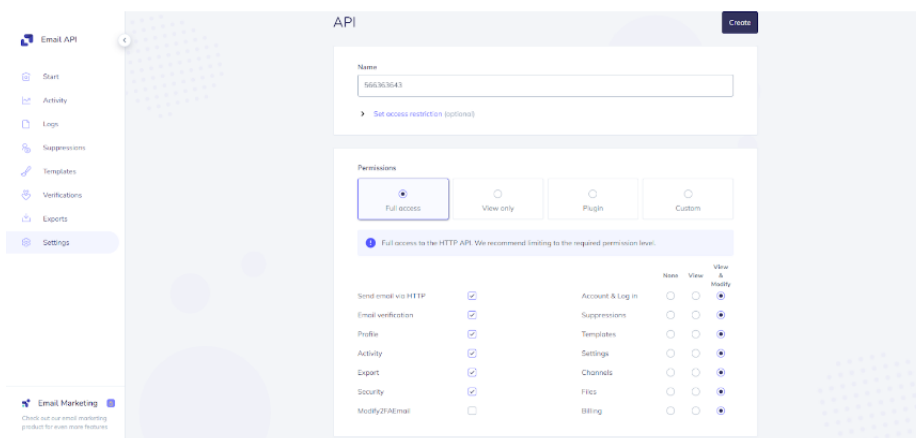 API
Create
Email API
Start
Activity
Logs
Suppressions
Templates
Verifications
Exports
Settings
Email Marketing
Check out our email marketing
product for even more features
Name
566363643
Set access restriction (optional)
Permissions
Full access
View only
Plugin
Custom
Full access to the HTTP API. We recommend limiting to the required permission level.
None
View
View
&
Modify
Send email via HTTP
Account & Log in
Email verification
Suppressions
Profile
Templates
Activity
Settings
Export
Channels
Security
Files
Modify2FAEmail
Billing